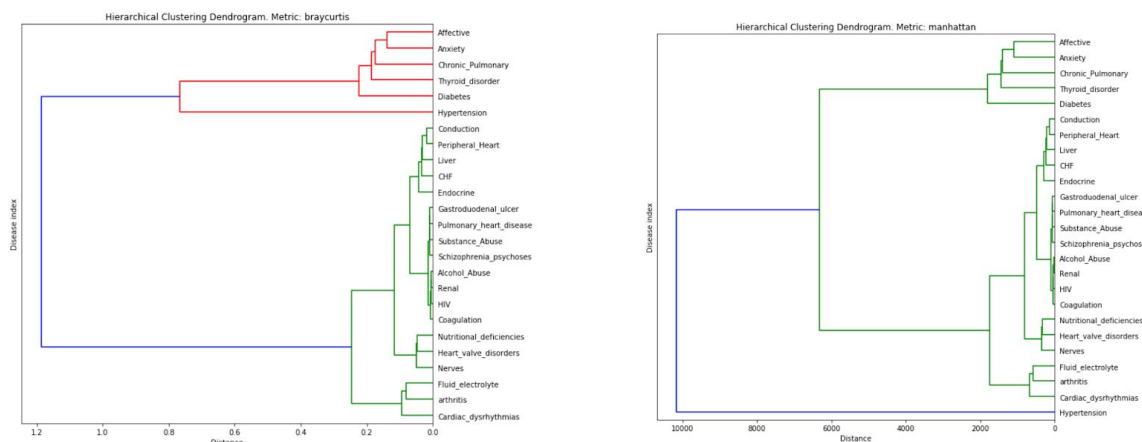 Hierarchical Clustering Dendrogram. Metric: braycurtis
Affective
Anxiety
Chronic_Pulmonary
Thyroid_disorder
Diabetes
Hypertension
Conduction
Peripheral_Heart
Liver
CHF
Endocrine
Gastroduodenal_ulcer
Pulmonary_heart_disease
Substance_Abuse
Schizophrenia_psychoses
Alcohol_Abuse
Renal
HIV
Coagulation
Nutritional_deficiencies
Heart_valve_disorders
Nerves
Fluid_electrolyte
arthritis
Cardiac_dysrhythmias
Disease index
1.2 1.0 0.8 0.6 0.4 0.2 0.0
Distance
Hierarchical Clustering Dendrogram. Metric: manhattan
Affective
Anxiety
Chronic_Pulmonary
Thyroid_disorder
Diabetes
Conduction
Peripheral_Heart
Liver
CHF
Endocrine
Gastroduodenal_ulcer
Pulmonary_heart_disea
Substance_Abuse
Schizophrenia_psychos
Alcohol_Abuse
Renal
HIV
Coagulation
Nutritional_deficiencies
Heart_valve_disorders
Nerves
Fluid_electrolyte
arthritis
Cardiac_dysrhythmias
Hypertension
Disease index
10000 8000 6000 4000 2000 0
Distance